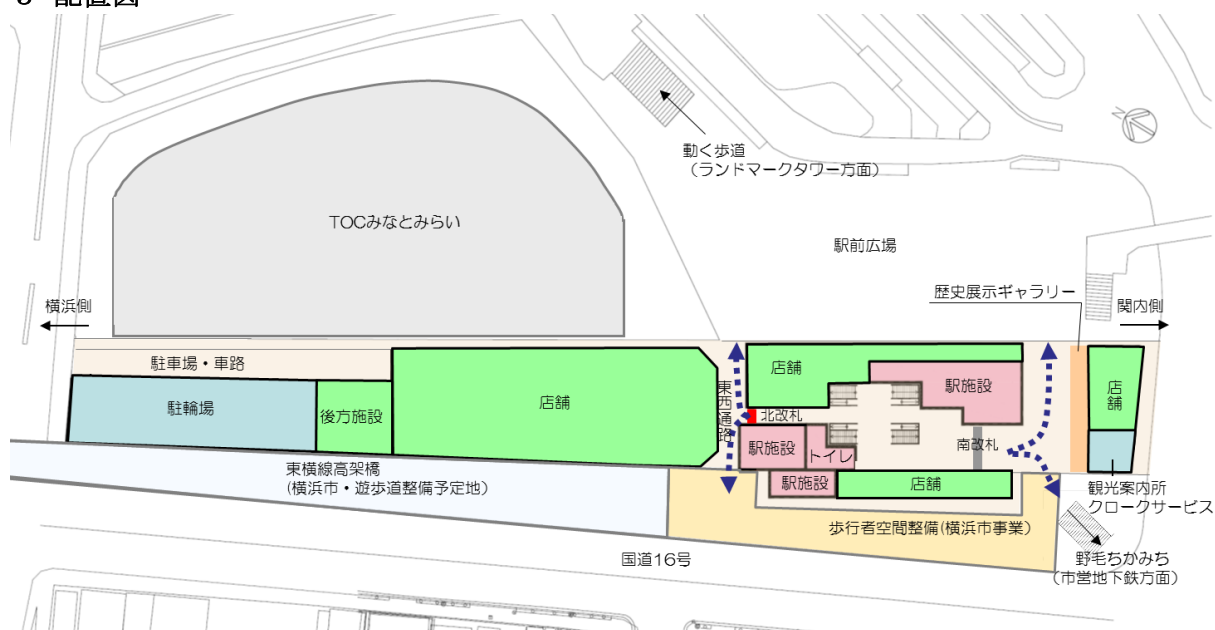 配置図
動く歩道
(ランドマークタワー方面)
TOCみなとみらい
駅前広場
歴史展示ギャラリー
横浜側
関内側
駐車場・車路
店舗
駅施設
店舗
駐輪場
後方施設
店舗
東西通路
北改札
駅施設
トイレ
南改札
駅施設
店舗
東横線高架橋
(横浜市・遊歩道整備予定地)
観光案内所
クロークサービス
歩行者空間整備(横浜市事業)
国道16号
野毛ちかみち
(市営地下鉄方面)
N